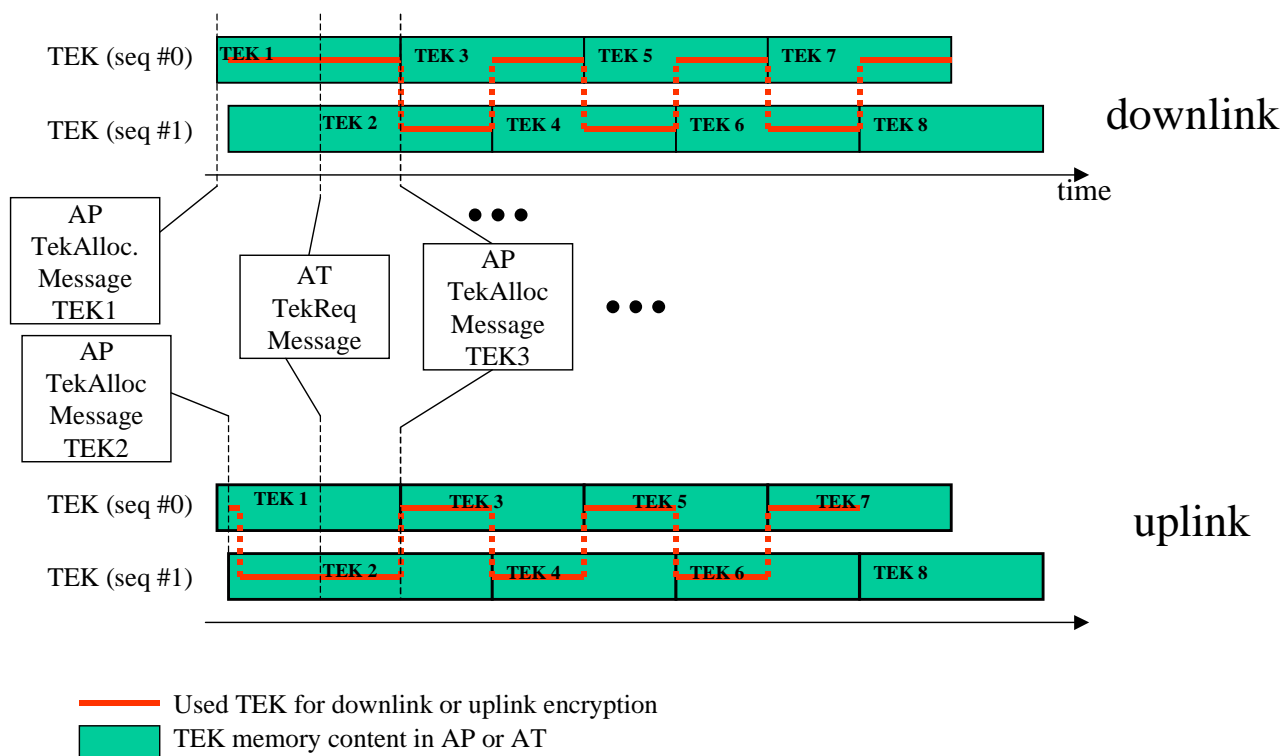 TEK (seq #0)
TEK 1
TEK 3
TEK 5
TEK 7
TEK (seq #1)
TEK 2
TEK 4
TEK 6
TEK 8
downlink
time
AP
TekAlloc.
Message
TEK1
AT
TekReq
Message
AP
TekAlloc
Message
TEK3
AP
TekAlloc
Message
TEK2
TEK (seq #0)
TEK 1
TEK 3
TEK 5
TEK 7
uplink
TEK (seq #1)
TEK 2
TEK 4
TEK 6
TEK 8
Used TEK for downlink or uplink encryption
TEK memory content in AP or AT